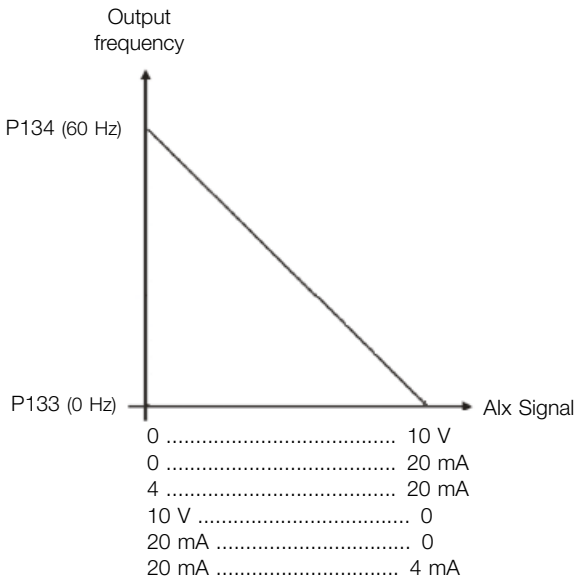 Output
frequency
P134 (60 Hz)
P133 (0 Hz)
AIx Signal
0 ................................................ 10 V
0 ................................................ 20 mA
4 ................................................ 20 mA
10 V ............................................. 0
20 mA ......................................... 0
20 mA ....................................... 4 mA